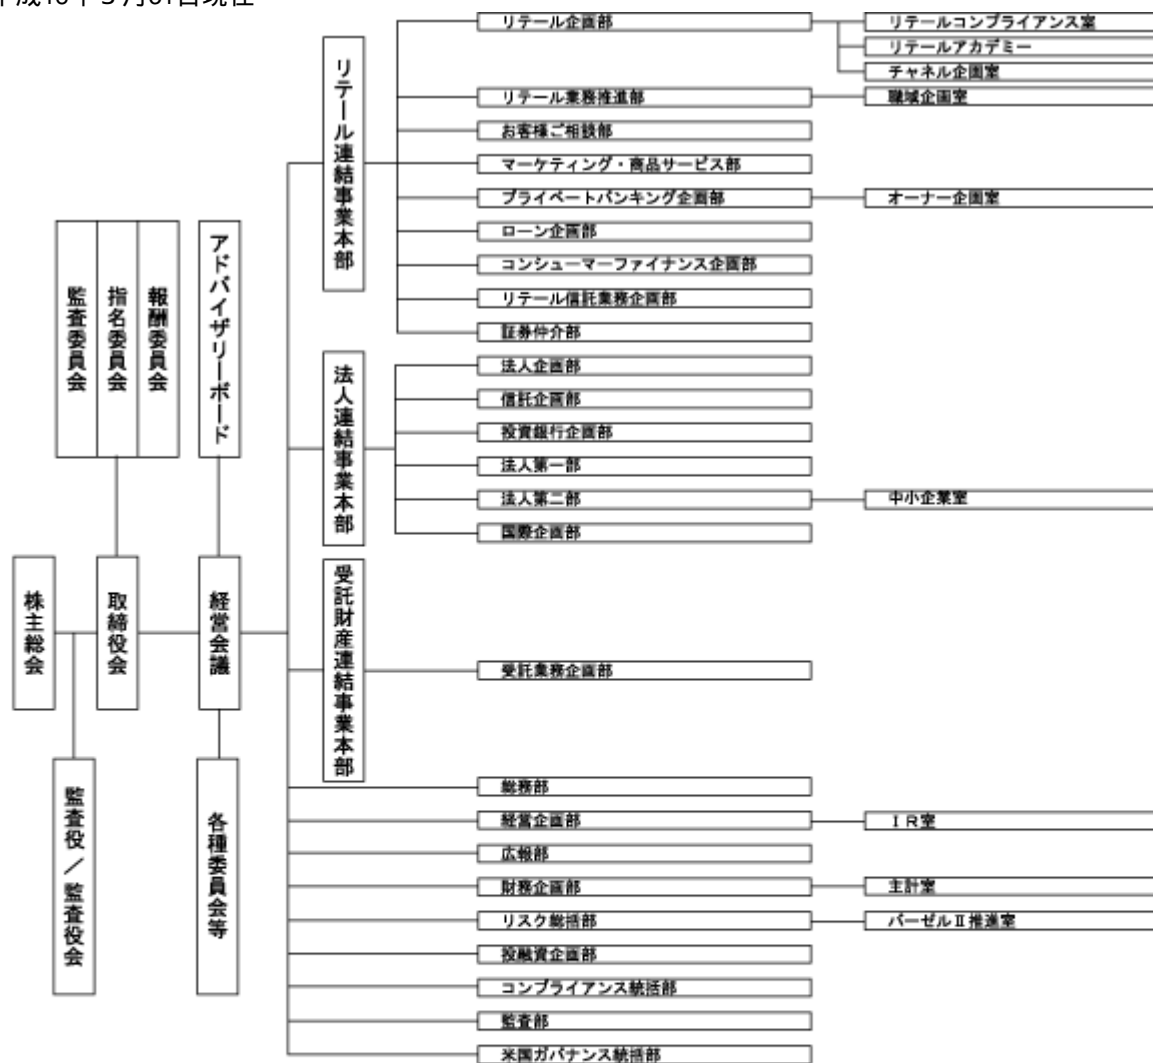 リテール企画部
リテールコンプライアンス室
リテールアカデミー
チャネル企画室
リテール連結事業本部
リテール業務推進部
職域企画室
お客様ご相談部
マーケティング・商品サービス部
プライベートバンキング企画部
オーナー企画室
ローン企画部
コンシューマーファイナンス企画部
リテール信託業務企画部
証券仲介部
監査委員会
指名委員会
報酬委員会
アドバイザリーボード
法人連結事業本部
法人企画部
信託企画部
投資銀行企画部
法人第一部
法人第二部
中小企業室
国際企画部
株主総会
取締役会
経営会議
受託財産連結事業本部
受託業務企画部
監査役/監査役会
各種委員会等
総務部
経営企画部
IR室
広報部
財務企画部
主計室
リスク総括部
バーゼルⅡ推進室
投融資企画部
コンプライアンス統括部
監査部
米国ガバナンス統括部